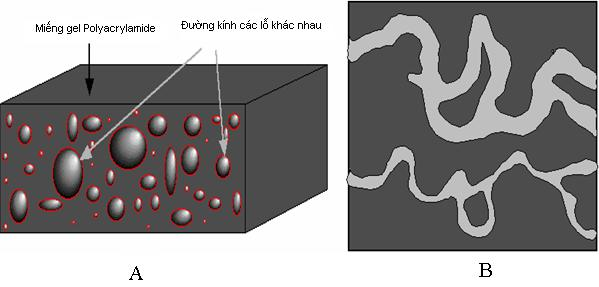 Miếng gel Polyacrylamide
Đường kính các lỗ khác nhau
A
B